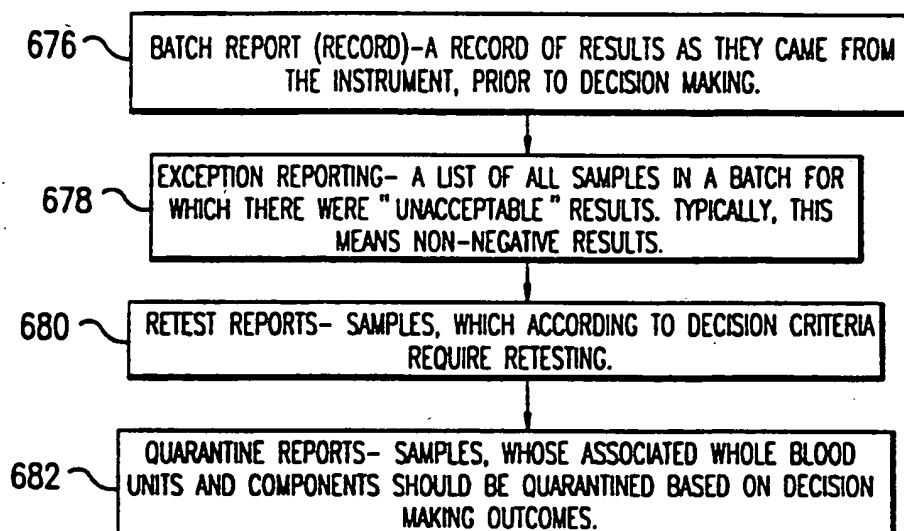 676
BATCH REPORT (RECORD)-A RECORD OF RESULTS AS THEY CAME FROM
THE INSTRUMENT, PRIOR TO DECISION MAKING.
678
EXCEPTION REPORTING- A LIST OF ALL SAMPLES IN A BATCH FOR
WHICH THERE WERE "UNACCEPTABLE" RESULTS. TYPICALLY, THIS
MEANS NON-NEGATIVE RESULTS.
680
RETEST REPORTS- SAMPLES, WHICH ACCORDING TO DECISION CRITERIA
REQUIRE RETESTING.
682
QUARANTINE REPORTS- SAMPLES, WHOSE ASSOCIATED WHOLE BLOOD
UNITS AND COMPONENTS SHOULD BE QUARANTINED BASED ON DECISION
MAKING OUTCOMES.